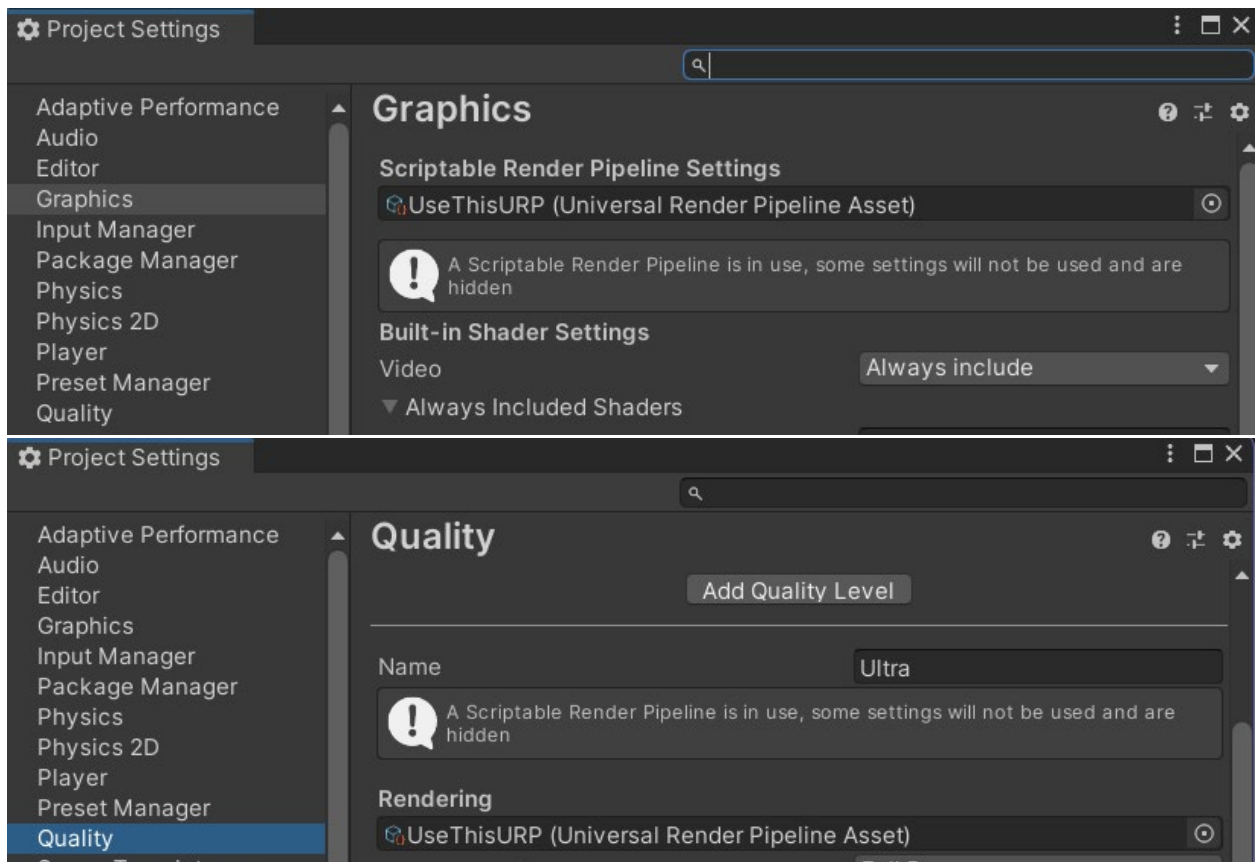 Project Settings
Graphics
Adaptive Performance
Audio
Editor
Graphics
Input Manager
Package Manager
Physics
Physics 2D
Player
Preset Manager
Quality
Scriptable Render Pipeline Settings
UseThisURP (Universal Render Pipeline Asset)
A Scriptable Render Pipeline is in use, some settings will not be used and are
hidden
Built-in Shader Settings
Video Always include
Always Included Shaders
Project Settings
Quality
Adaptive Performance
Audio
Editor
Graphics
Input Manager
Package Manager
Physics
Physics 2D
Player
Preset Manager
Quality
Add Quality Level
Name Ultra
A Scriptable Render Pipeline is in use, some settings will not be used and are
hidden
Rendering
UseThisURP (Universal Render Pipeline Asset)